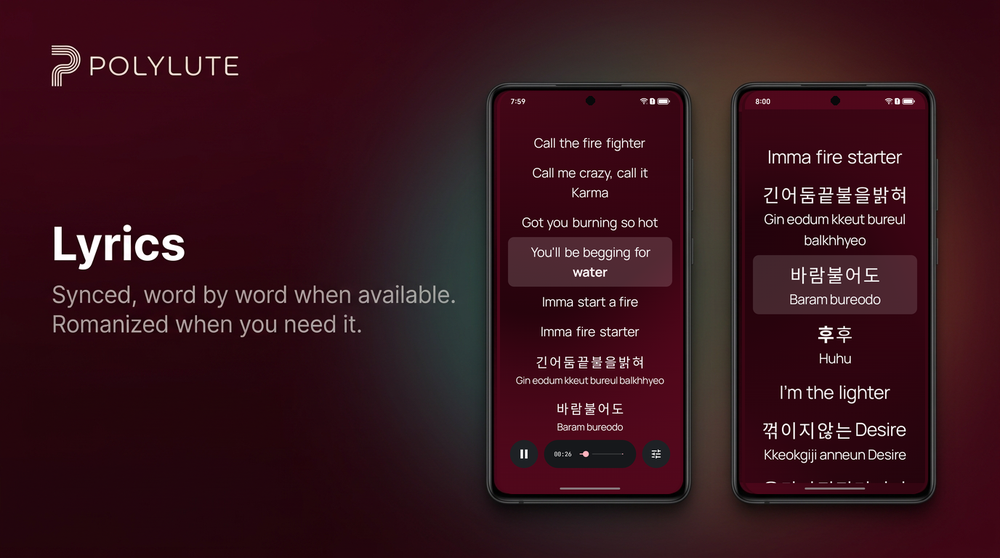 POLYLUTE
Lyrics
Synced, word by word when available.
Romanized when you need it.
7:59
Call the fire fighter
Call me crazy, call it
Karma
Got you burning so hot
You'll be begging for
water
Imma start a fire
Imma fire starter
긴어둠끝불을밝혀
Gin eodum kkeut bureul balkhhyeo
바람불어도
Baram bureodo
00:26
8:00
Imma fire starter
긴어둠끝불을밝혀
Gin eodum kkeut bureul
balkhhyeo
바람불어도
Baram bureodo
후후
Huhu
I'm the lighter
꺾이지않는 Desire
Kkeokgiji anneun Desire